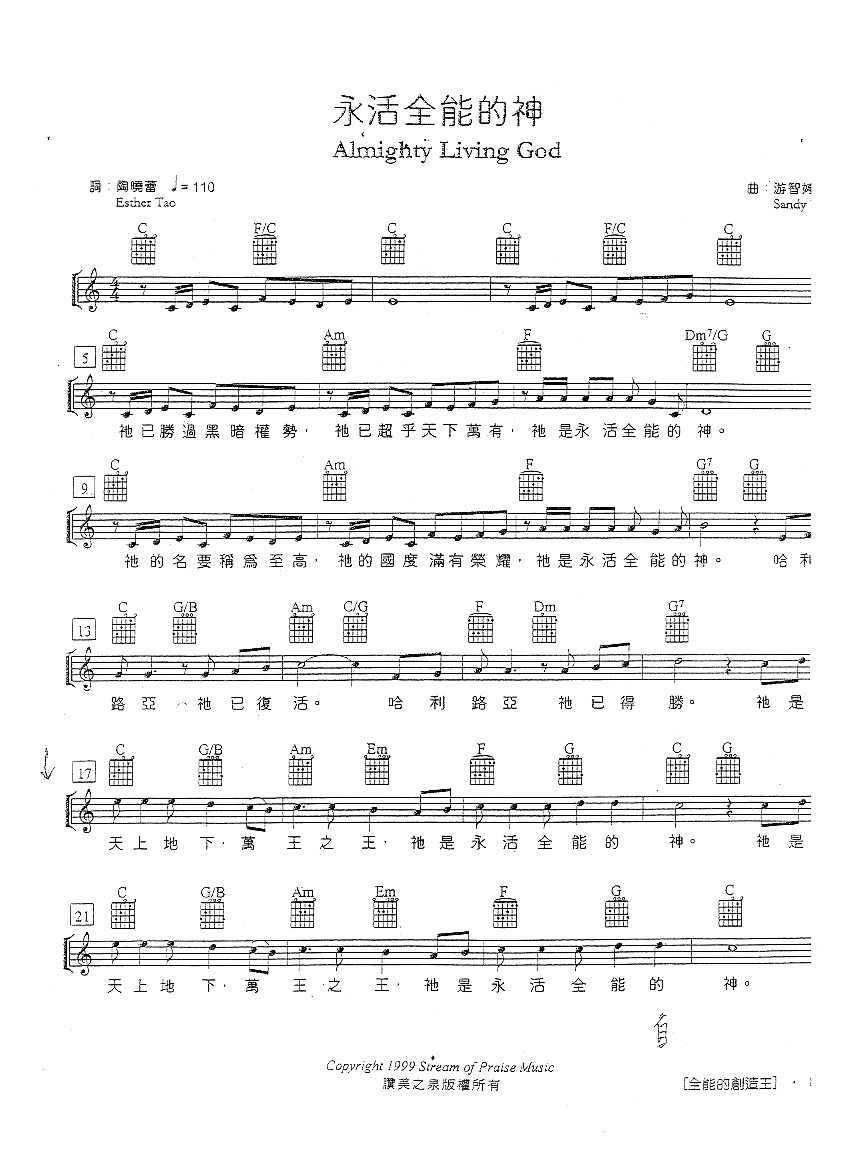 永活全能的神
Almighty Living God
詞：陶曉蕾 ♩= 110
曲：游智婷
Esther Tao
Sandy
C F/C C C F/C C
4
4
C Am F Dm7/G G
5
祂已勝過黑暗權勢，祂已超乎天下萬有，祂是永活全能的 神。
C Am F G7 G
9
祂的名要稱為至高，祂的國度滿有榮耀，祂是永活全能的神。 哈利
C G/B Am C/G F Dm G7
13
路亞 祂已復活。 哈利路亞 祂已得勝。 祂是
C G/B Am Em F G C G
17
天上地下，萬王之王，祂是永活全能的 神。 祂是
C G/B Am Em F G C
21
天上地下，萬王之王，祂是永活全能的 神。
Copyright 1999 Stream of Praise Music
讚美之泉版權所有
[全能的創造王]．